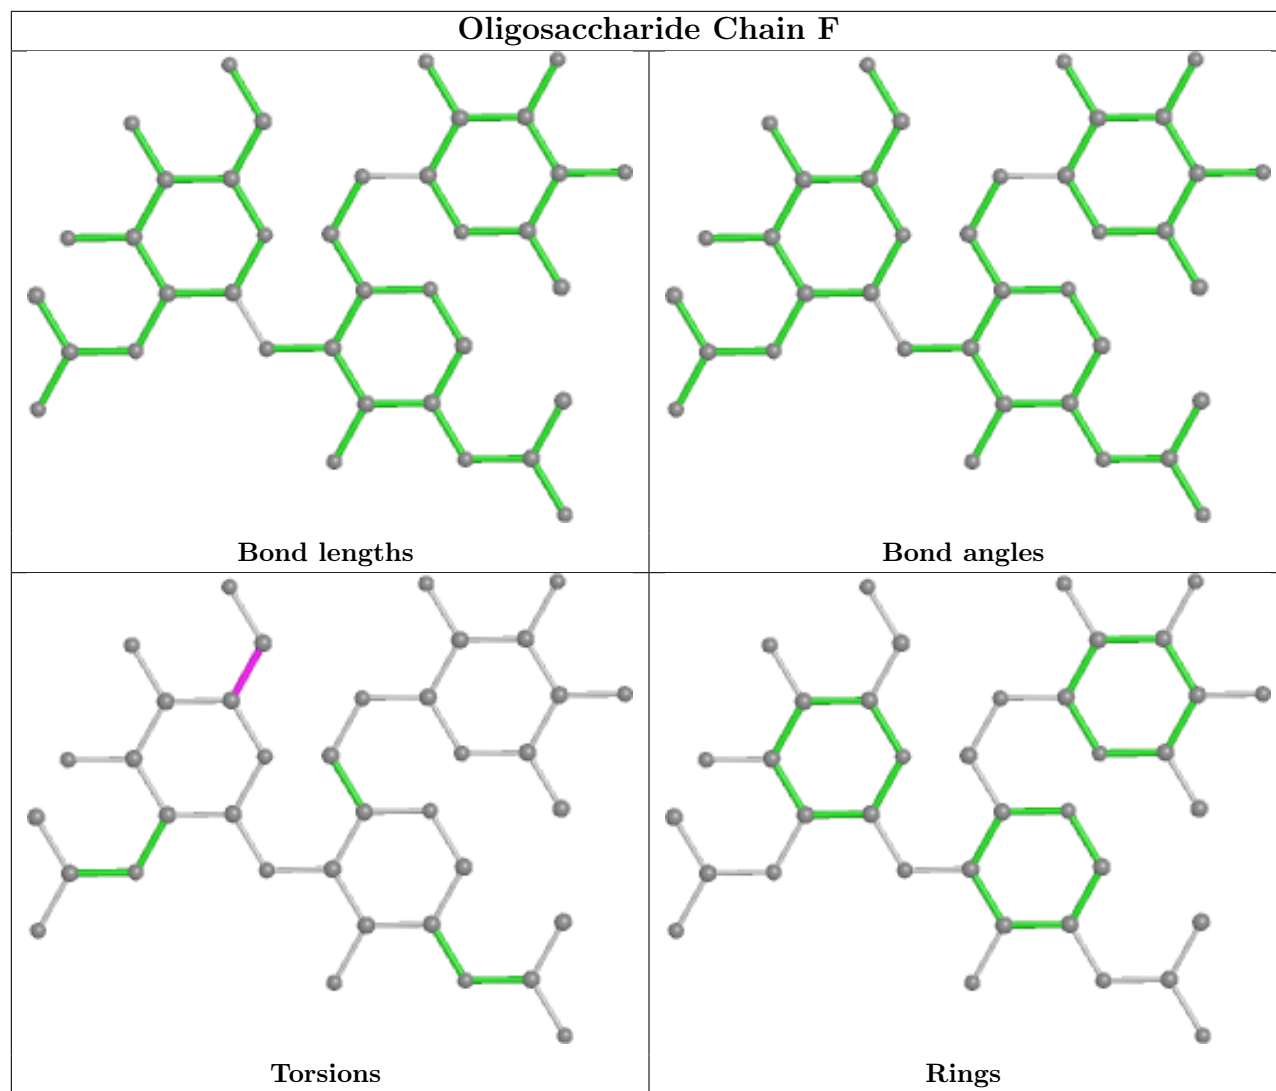 Oligosaccharide Chain F
Bond lengths
Bond angles
Torsions
Rings